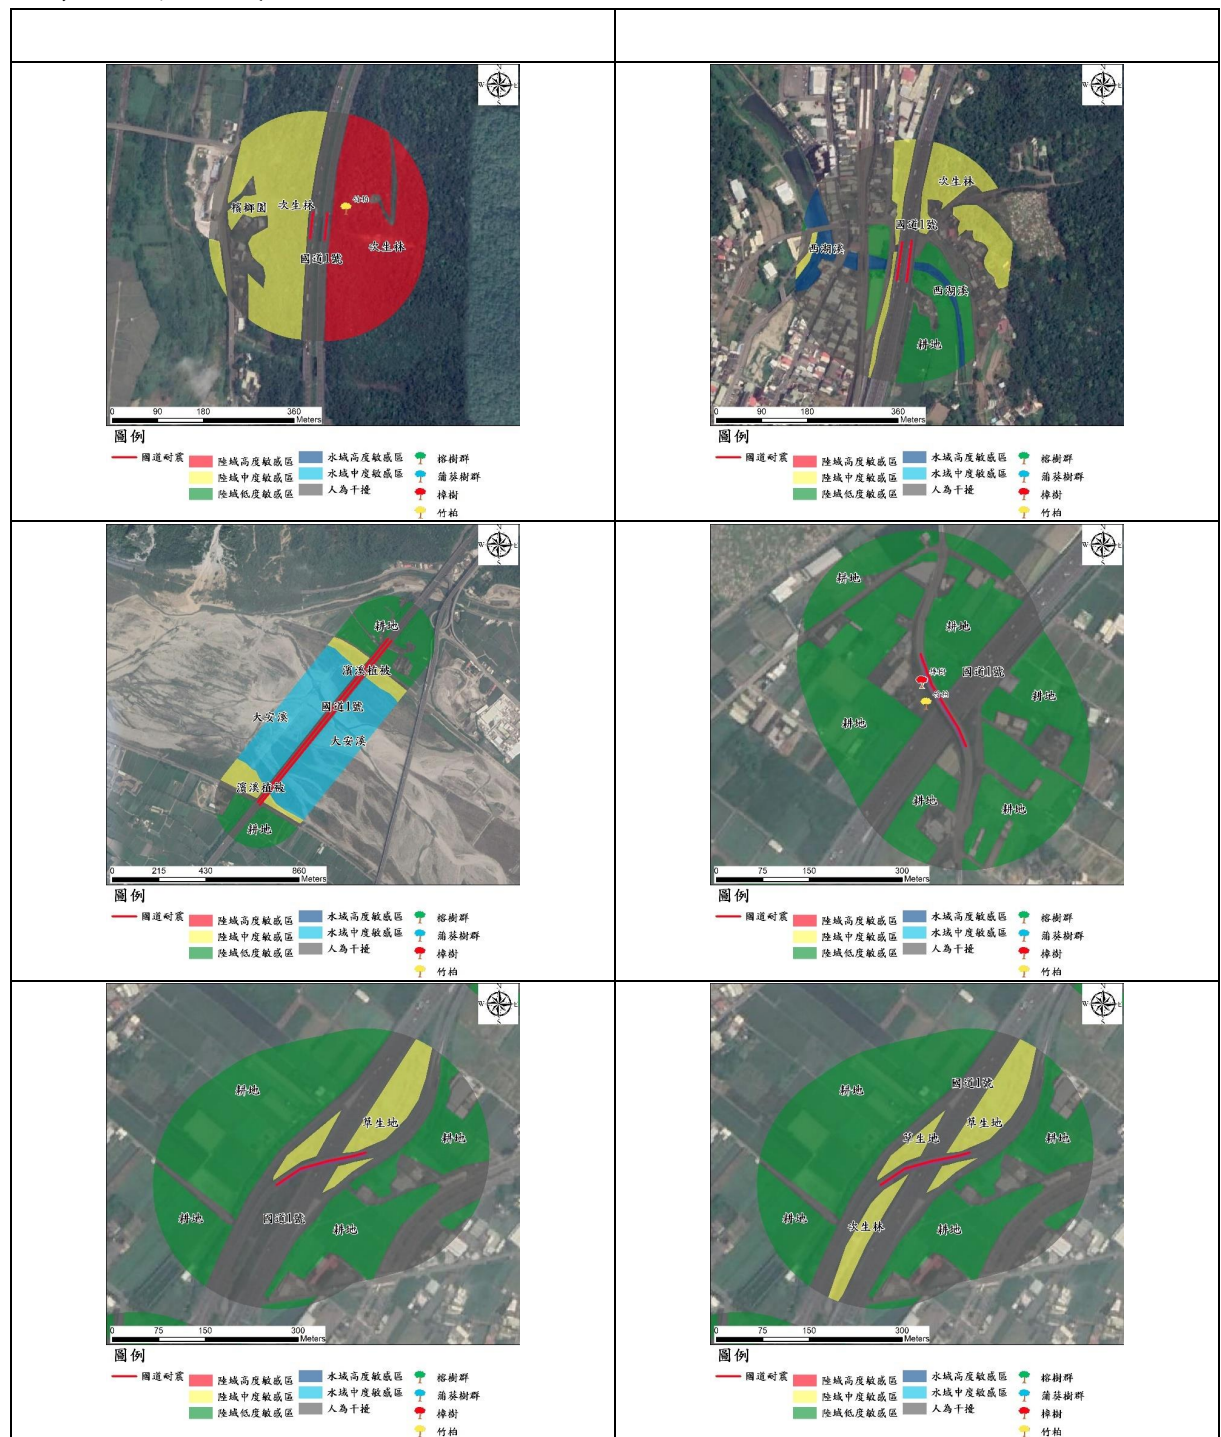 N
W
E
S
檳榔園
次生林
竹柏
次生林
國道1號
0 90 180 360
Meters
圖例
國道耐震
陸域高度敏感區
陸域中度敏感區
陸域低度敏感區
水域高度敏感區
水域中度敏感區
人為干擾
榕樹群
蒲葵樹群
樟樹
竹柏
N
W
E
S
次生林
國道1號
西湖溪
西湖溪
耕地
0 90 180 360
Meters
圖例
國道耐震
陸域高度敏感區
陸域中度敏感區
陸域低度敏感區
水域高度敏感區
水域中度敏感區
人為干擾
榕樹群
蒲葵樹群
樟樹
竹柏
N
W
E
S
耕地
濱溪植被
國道1號
大安溪
大安溪
濱溪植被
耕地
0 215 430 860
Meters
圖例
國道耐震
陸域高度敏感區
陸域中度敏感區
陸域低度敏感區
水域高度敏感區
水域中度敏感區
人為干擾
榕樹群
蒲葵樹群
樟樹
竹柏
N
W
E
S
耕地
耕地
樟樹
國道1號
竹柏
耕地
耕地
耕地
耕地
0 75 150 300
Meters
圖例
國道耐震
陸域高度敏感區
陸域中度敏感區
陸域低度敏感區
水域高度敏感區
水域中度敏感區
人為干擾
榕樹群
蒲葵樹群
樟樹
竹柏
N
W
E
S
耕地
草生地
耕地
耕地
國道1號
耕地
0 75 150 300
Meters
圖例
國道耐震
陸域高度敏感區
陸域中度敏感區
陸域低度敏感區
水域高度敏感區
水域中度敏感區
人為干擾
榕樹群
蒲葵樹群
樟樹
竹柏
N
W
E
S
國道1號
耕地
草生地
草生地
耕地
耕地
次生林
耕地
0 75 150 300
Meters
圖例
國道耐震
陸域高度敏感區
陸域中度敏感區
陸域低度敏感區
水域高度敏感區
水域中度敏感區
人為干擾
榕樹群
蒲葵樹群
樟樹
竹柏